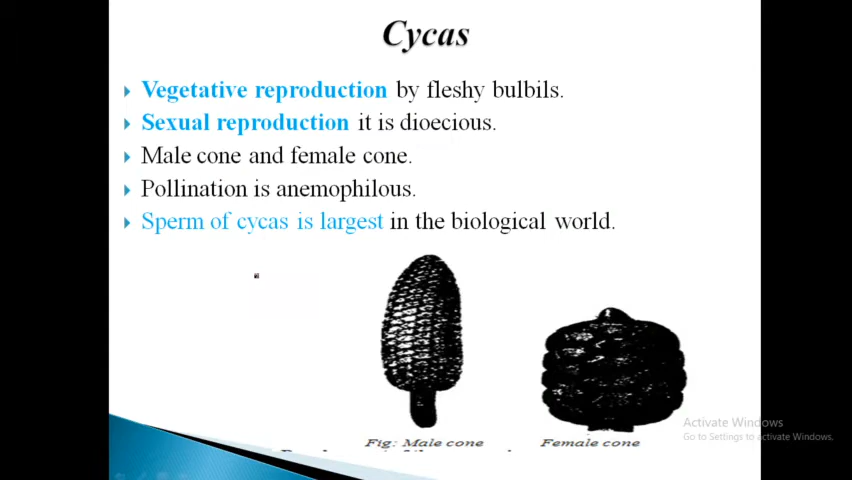 Cycas
Vegetative reproduction by fleshy bulbils.
Sexual reproduction it is dioecious.
Male cone and female cone.
Pollination is anemophilous.
Sperm of cycas is largest in the biological world.
Fig: Male cone Female cone
Activate Windows
Go to Settings to activate Windows.